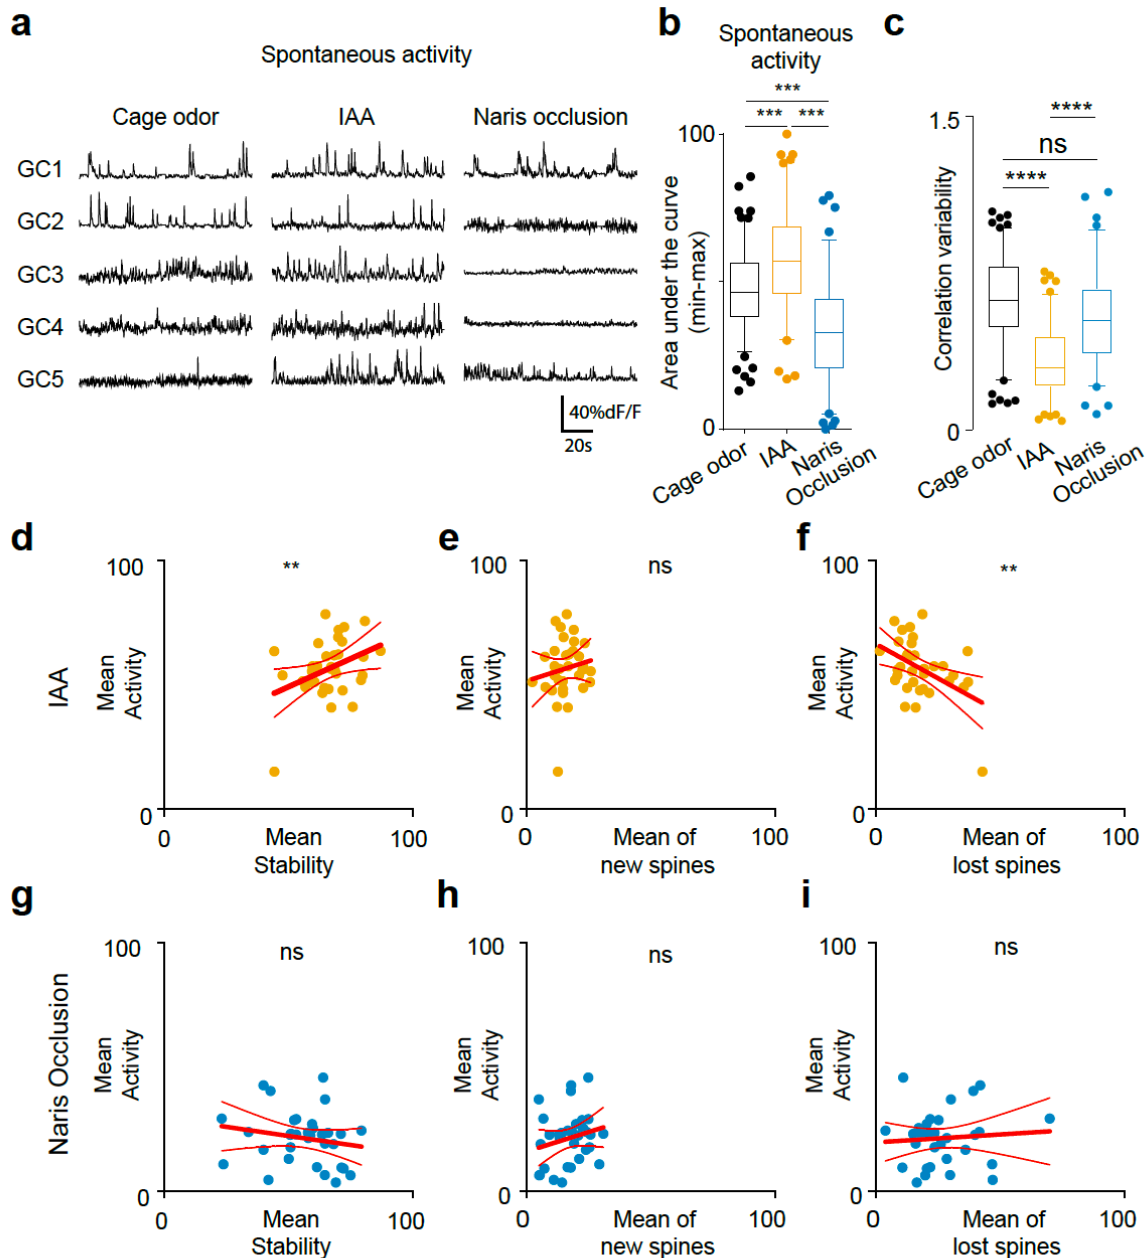 a
Spontaneous activity
Cage odor IAA Naris occlusion
GC1
GC2
GC3
GC4
GC5
40%dF/F
20s
b
Spontaneous
activity
***
*** ***
100
0
Area under the curve
(min-max)
Cage odor
IAA
Naris
Occlusion
c
1.5
0
Correlation variability
****
ns
****
Cage odor
IAA
Naris
Occlusion
IAA
d
100
0
Mean
Activity
**
0 100
Mean
Stability
e
100
0
Mean
Activity
ns
0 100
Mean of
new spines
f
100
0
Mean
Activity
**
0 100
Mean of
lost spines
Naris Occlusion
g
100
0
Mean
Activity
ns
0 100
Mean
Stability
h
100
0
Mean
Activity
ns
0 100
Mean of
new spines
i
100
0
Mean
Activity
ns
0 100
Mean of
lost spines